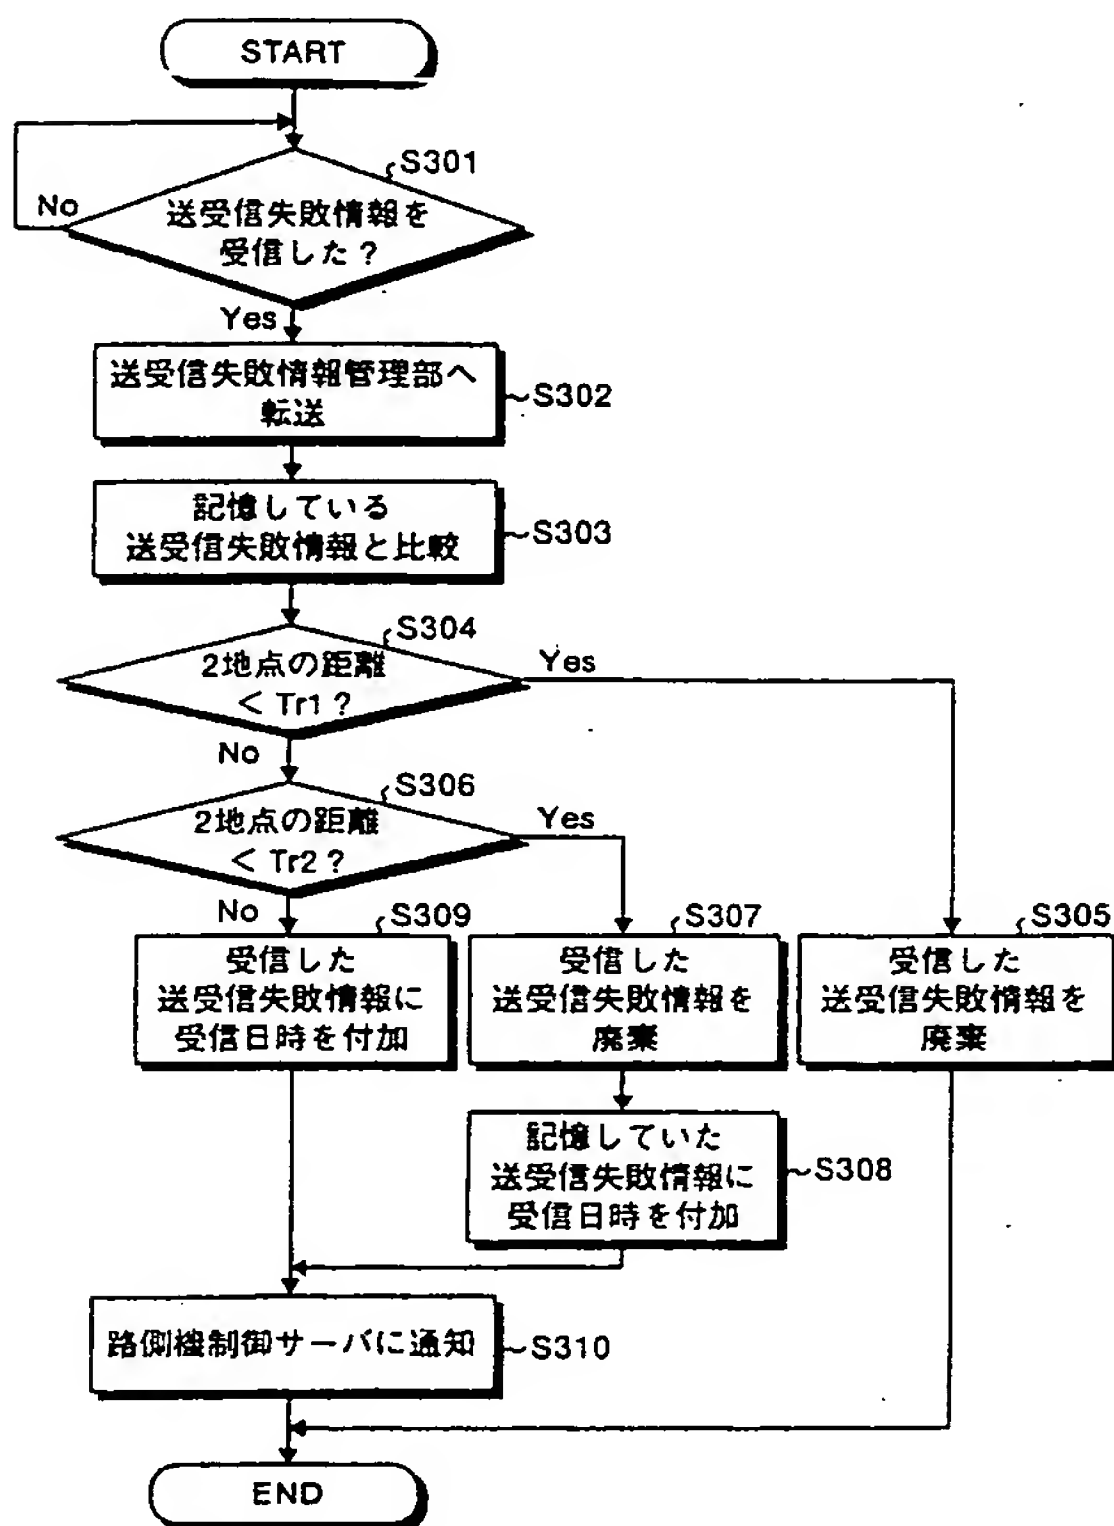 START
S301
No
送受信失敗情報を
受信した?
Yes
送受信失敗情報管理部へ
転送
S302
記憶している
送受信失敗情報と比較
S303
S304
2地点の距離
< Tr1?
Yes
No
S306
2地点の距離
< Tr2?
Yes
No
S309
受信した
送受信失敗情報に
受信日時を付加
S307
受信した
送受信失敗情報を
廃棄
S305
受信した
送受信失敗情報を
廃棄
記憶していた
送受信失敗情報に
受信日時を付加
S308
路側機制御サーバに通知
S310
END